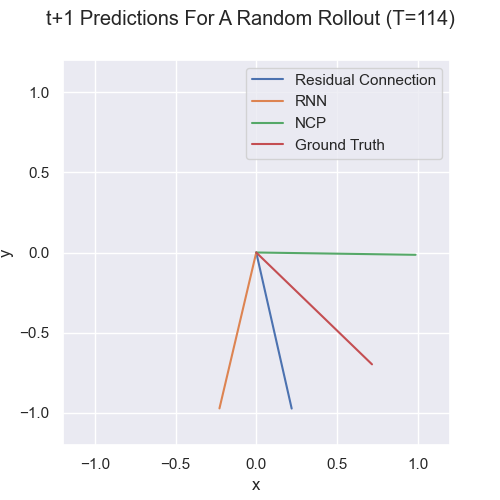 t+1 Predictions For A Random Rollout (T=114)
Residual Connection
RNN
NCP
Ground Truth
1.0
0.5
0.0
−0.5
−1.0
y
−1.0 −0.5 0.0 0.5 1.0
x